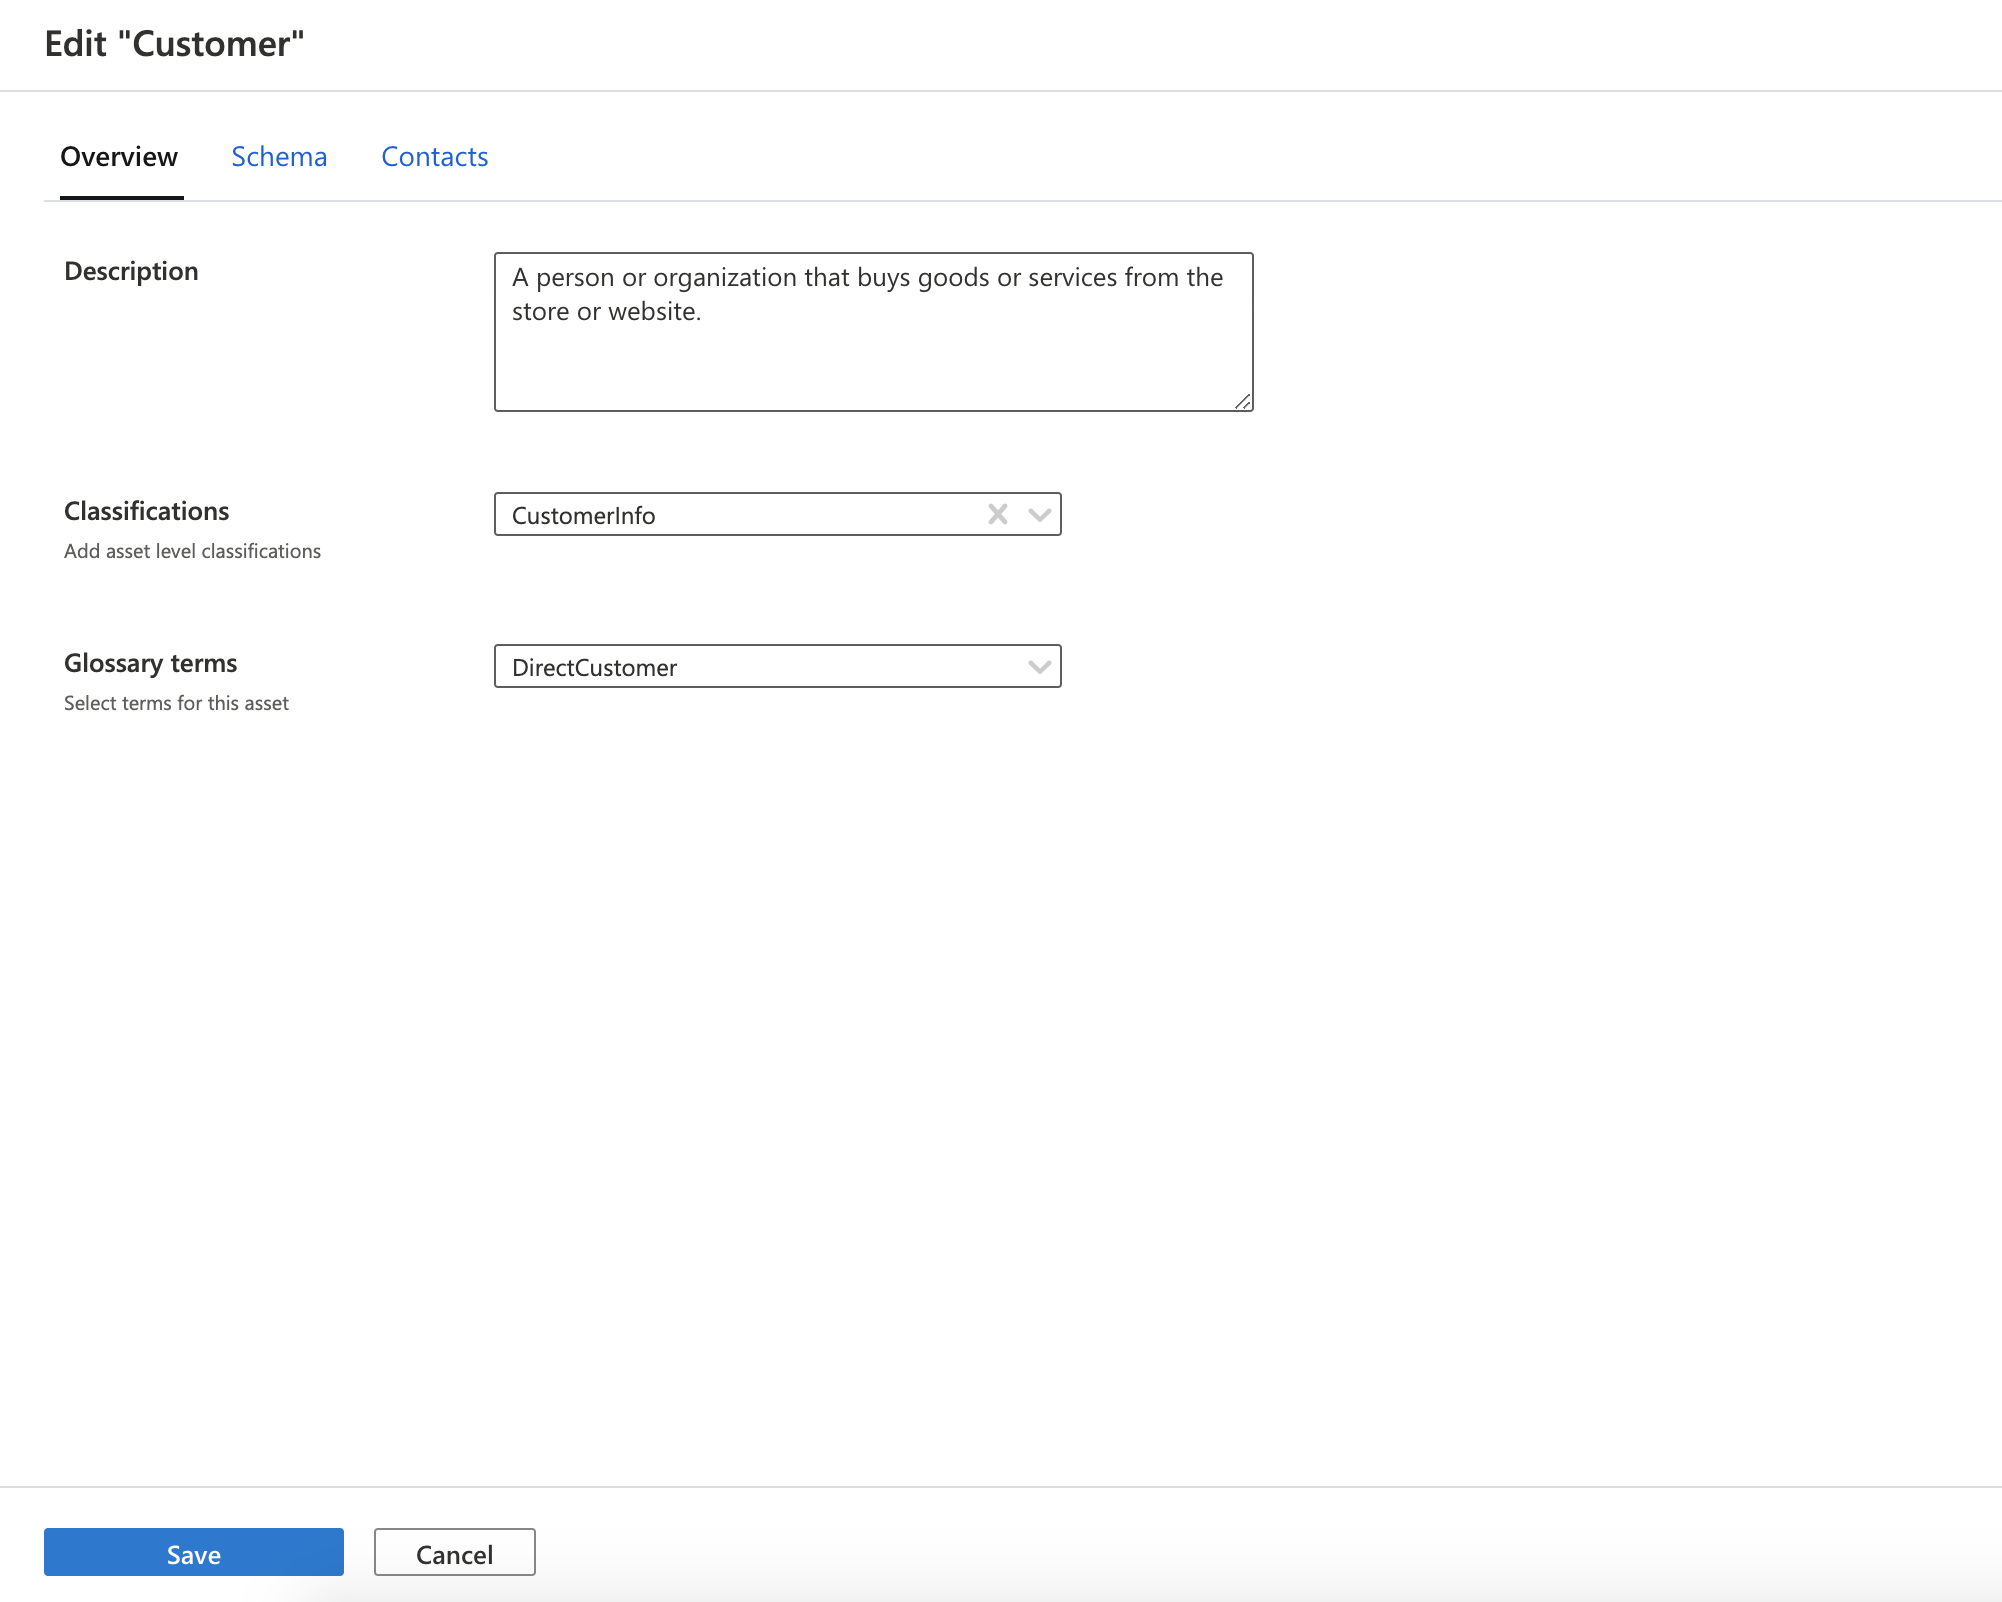 Edit "Customer"
Overview Schema Contacts
Description
A person or organization that buys goods or services from the
store or website.
Classifications
Add asset level classifications
CustomerInfo
Glossary terms
Select terms for this asset
DirectCustomer
Save Cancel